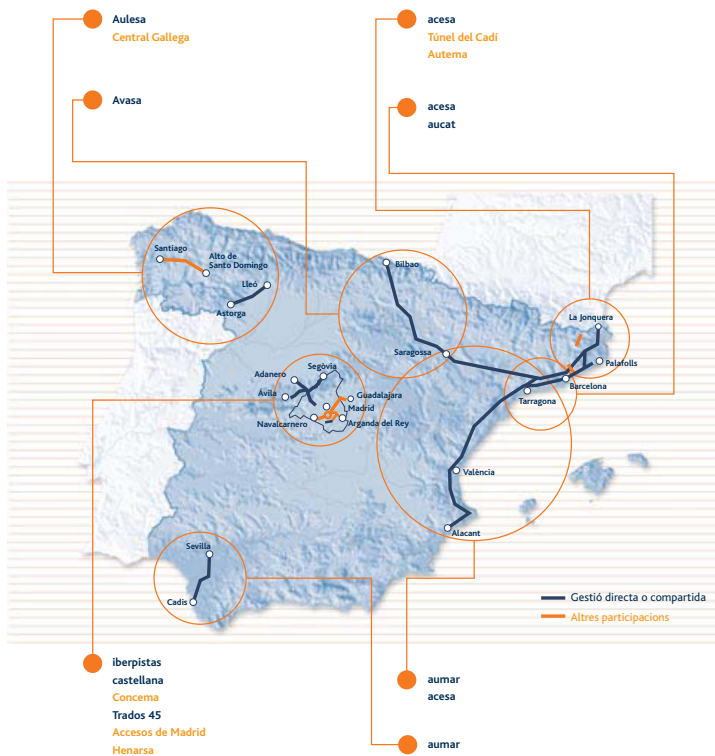 Aulesa
Central Gallega
acesa
Túnel del Cadí
Autema
Avasa
acesa
aucat
Santiago
Alto de
Santo Domingo
Lleó
Astorga
Bilbao
La Jonquera
Saragossa
Palafolls
Barcelona
Tarragona
Segòvia
Adanero
Ávila
Guadalajara
Madrid
Navalcarnero
Arganda del Rey
València
Alacant
Sevilla
Cadis
Gestió directa o compartida
Altres participacions
iberpistas
castellana
Concema
Trados 45
Accesos de Madrid
Henarsa
aumar
acesa
aumar